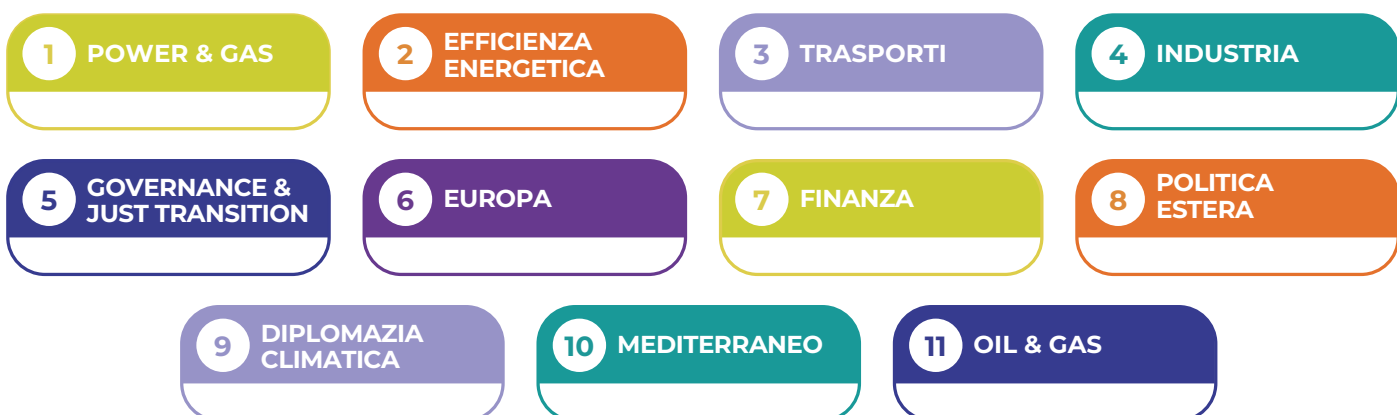 1 POWER & GAS
2 EFFICIENZA
ENERGETICA
3 TRASPORTI
4 INDUSTRIA
5 GOVERNANCE &
JUST TRANSITION
6 EUROPA
7 FINANZA
8 POLITICA
ESTERA
9 DIPLOMAZIA
CLIMATICA
10 MEDITERRANEO
11 OIL & GAS